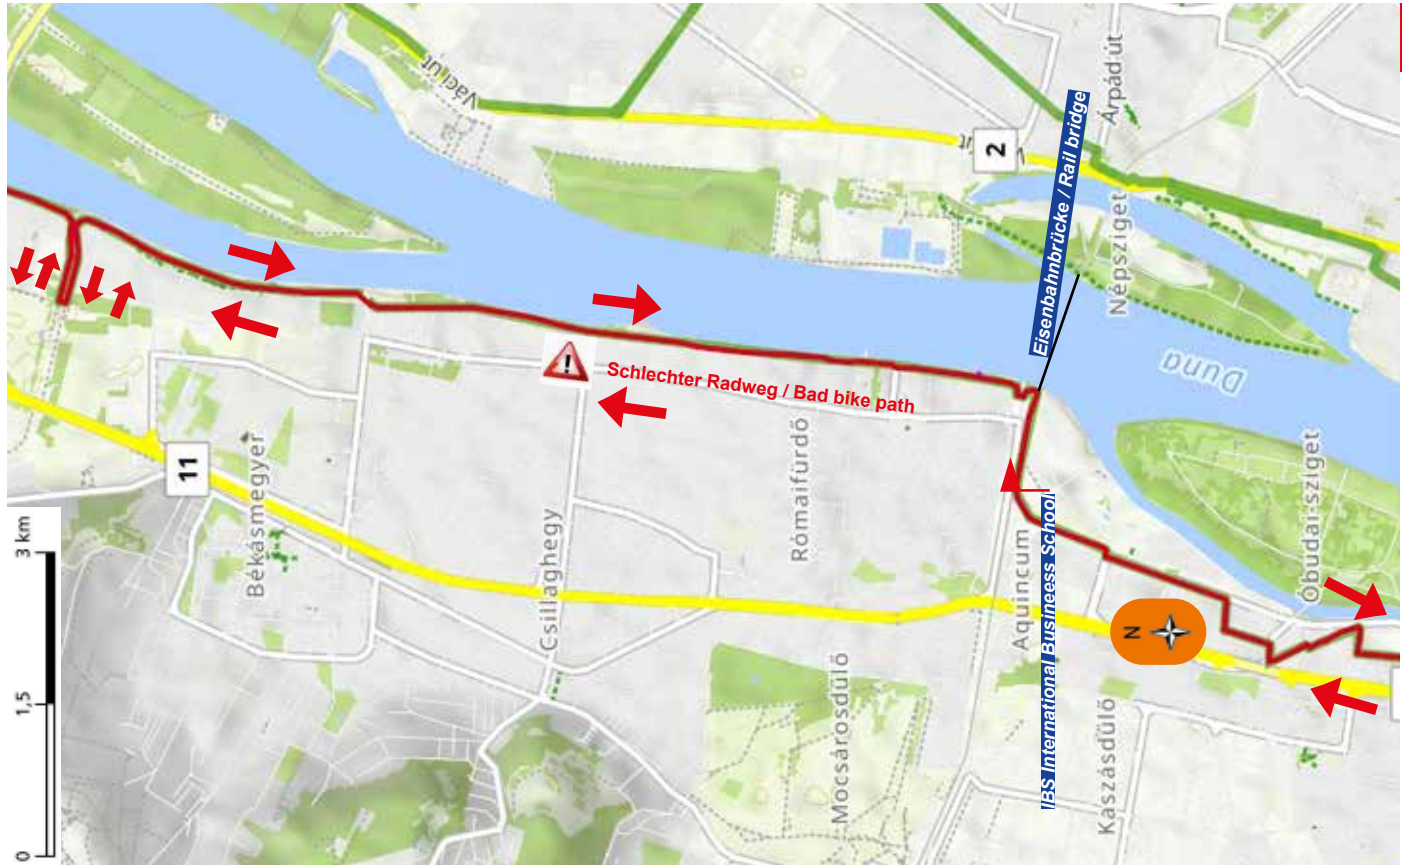 Váci út
2
Árpád út
Eisenbahnbrücke / Rail bridge
Népsziget
Duna
Schlechter Radweg / Bad bike path
11
Békásmegyer
Csillaghegy
Rómaifürdő
Aquincum
IBS International Busineess School
Óbudai-sziget
N
Mocsárosdűlő
Kaszásdűlő
0
1,5
3 km